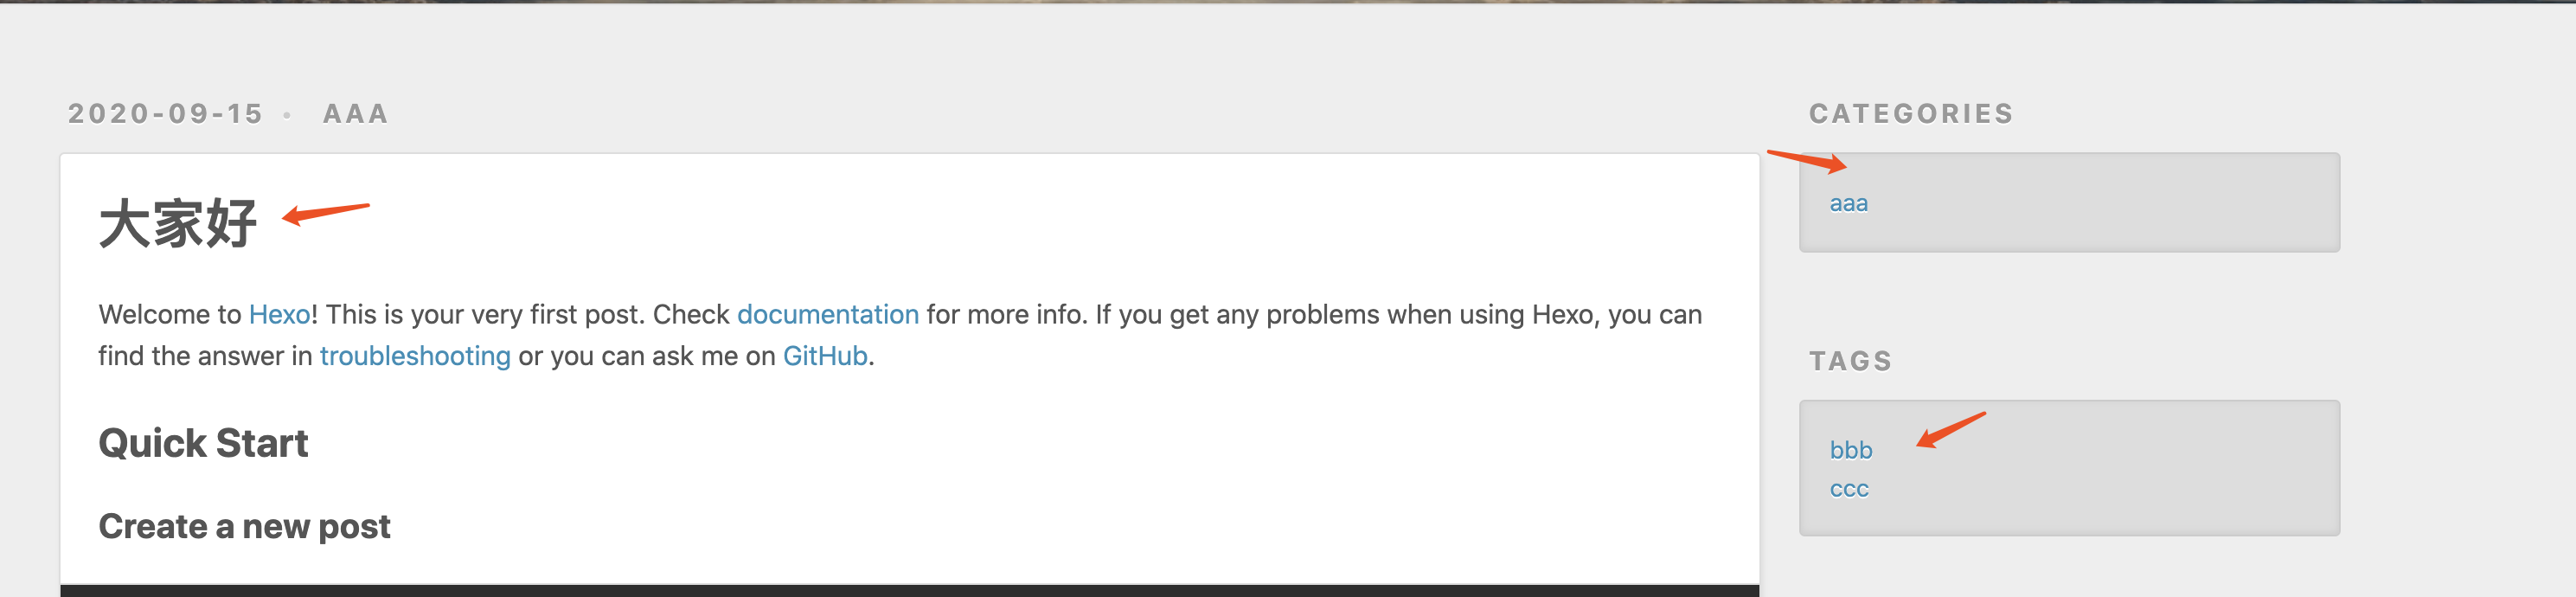 2020-09-15 • AAA
大家好
Welcome to Hexo! This is your very first post. Check documentation for more info. If you get any problems when using Hexo, you can
find the answer in troubleshooting or you can ask me on GitHub.
Quick Start
Create a new post
CATEGORIES
aaa
TAGS
bbb
ccc